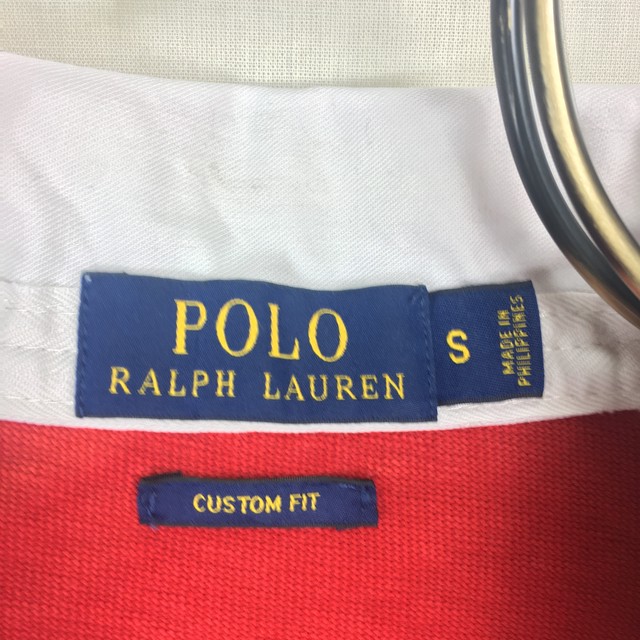 POLO
RALPH LAUREN
S
MADE IN
PHILIPPINES
CUSTOM FIT